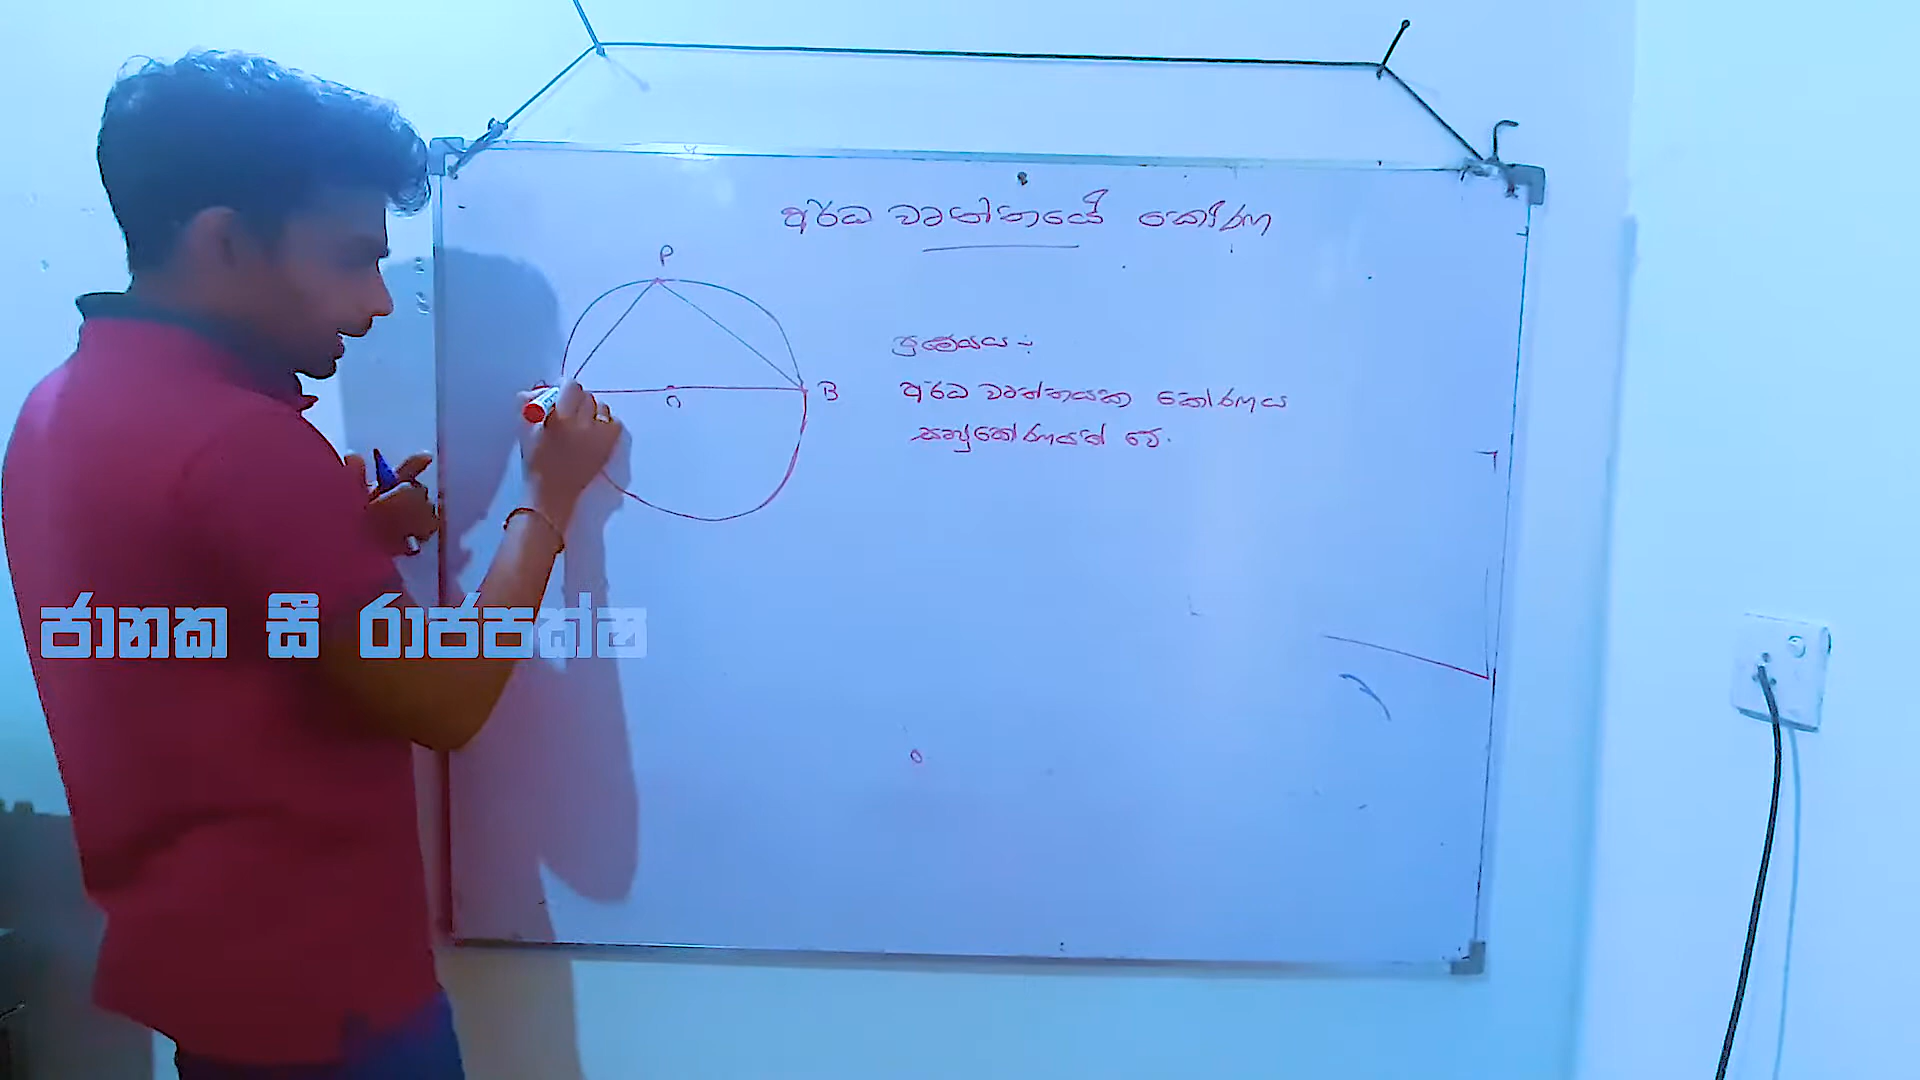 අර්ධ වෘත්තයේ කෝණ
P
ප්‍රමේයය :-
B
O
අර්ධ වෘත්තයක කෝණය
සෘජුකෝණයක් වේ.
ජානක සී රාජපක්ෂ